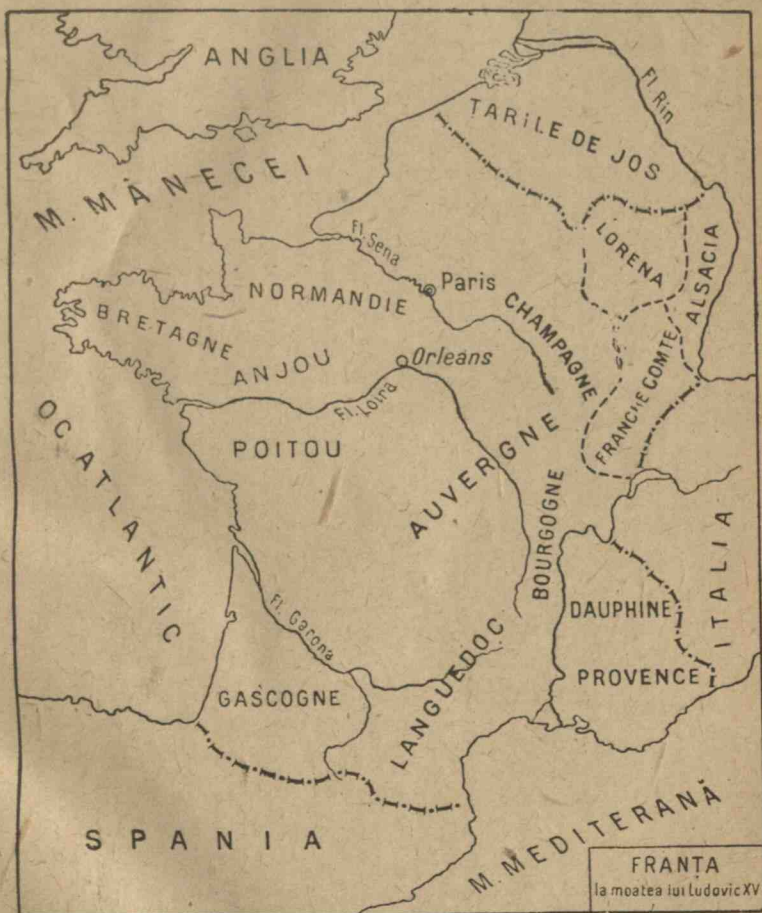 ANGLIA
M. MÂNECEI
TARILE DE JOS
Fl. Rin
LORENA
ALSACIA
Fl. Sena
Paris
NORMANDIE
BRETAGNE
ANJOU
Orleans
CHAMPAGNE
FRANCHE COMTE
Fl. Loira
POITOU
AUVERGNE
BOURGOGNE
OC ATLANTIC
ITALIA
DAUPHINE
PROVENCE
Fl. Garona
GASCOGNE
LANGUEDOC
SPANIA
M. MEDITERANĂ
FRANȚA
la moatea lui Ludovic XV